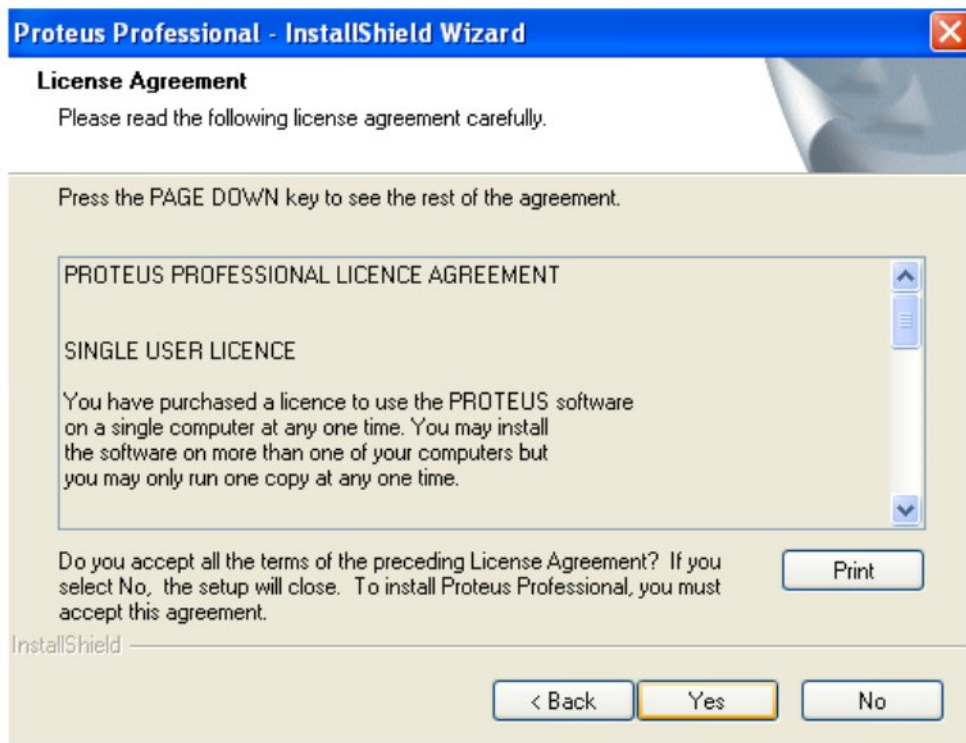 Proteus Professional - InstallShield Wizard
License Agreement
Please read the following license agreement carefully.
Press the PAGE DOWN key to see the rest of the agreement.
PROTEUS PROFESSIONAL LICENCE AGREEMENT
SINGLE USER LICENCE
You have purchased a licence to use the PROTEUS software
on a single computer at any one time. You may install
the software on more than one of your computers but
you may only run one copy at any one time.
Do you accept all the terms of the preceding License Agreement? If you
select No, the setup will close. To install Proteus Professional, you must
accept this agreement.
Print
InstallShield
< Back
Yes
No